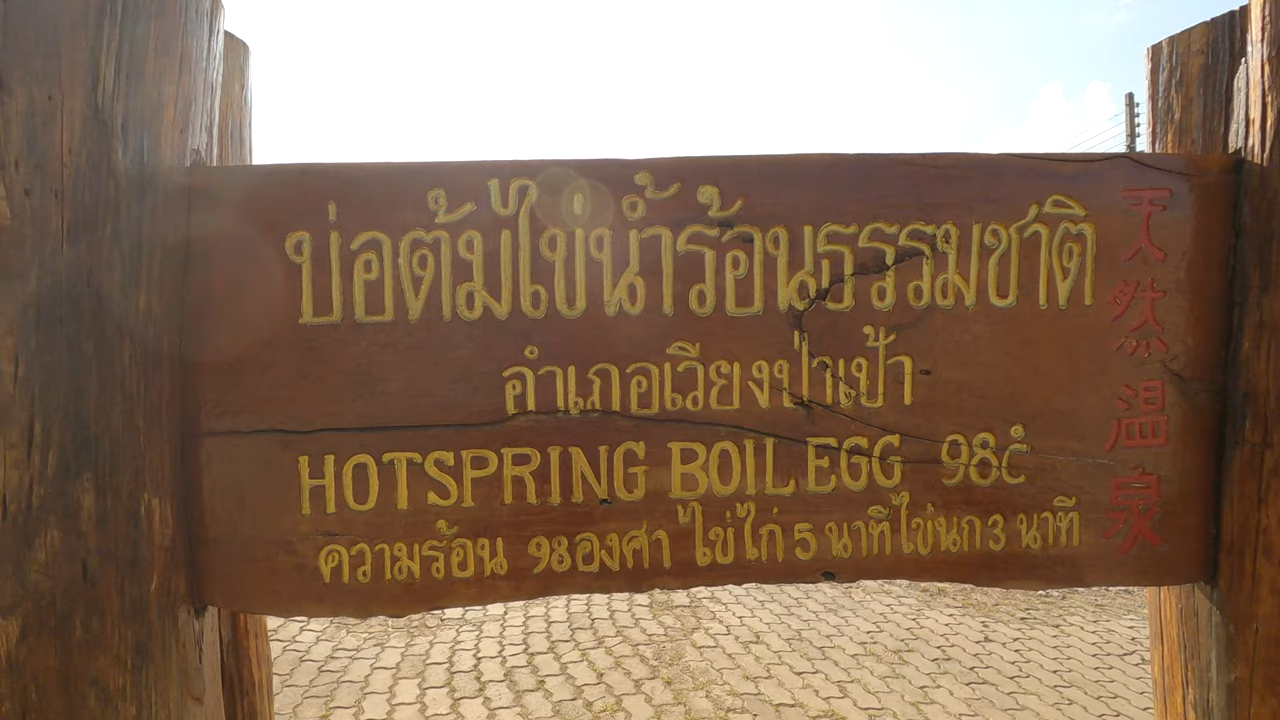 บ่อต้มไข่น้ำร้อนธรรมชาติ
อำเภอเวียงป่าเป้า
HOTSPRING BOIL EGG 98 ํC
ความร้อน 98องศา ไข่ไก่ 5 นาที ไข่นก 3 นาที
天然温泉